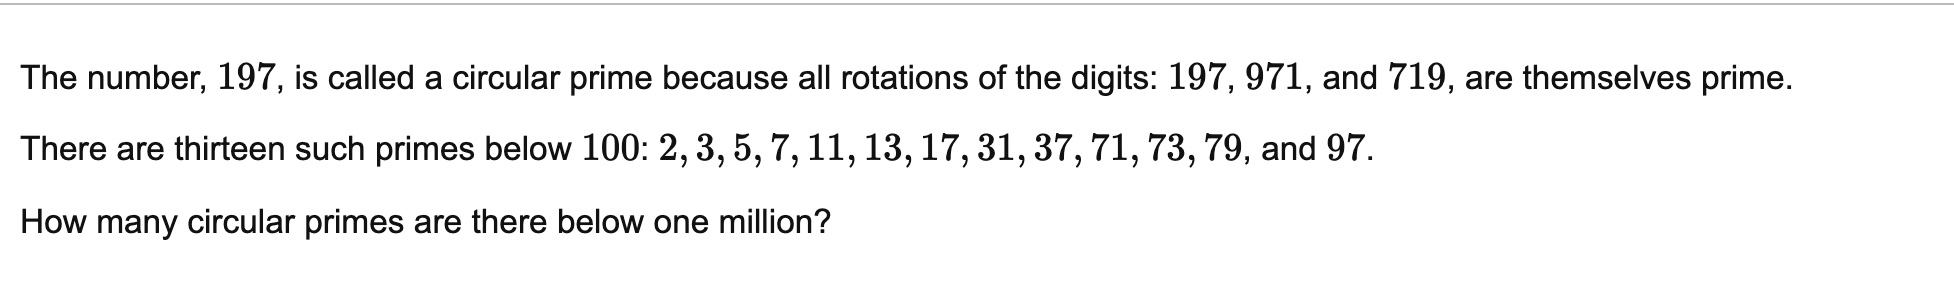 The number, 197, is called a circular prime because all rotations of the digits: 197, 971, and 719, are themselves prime.
There are thirteen such primes below 100: 2, 3, 5, 7, 11, 13, 17, 31, 37, 71, 73, 79, and 97.
How many circular primes are there below one million?